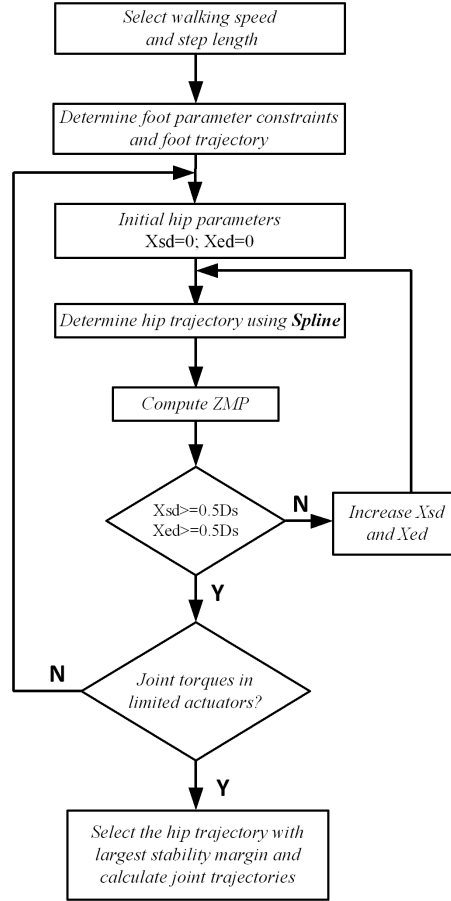 Select walking speed
and step length
Determine foot parameter constraints
and foot trajectory
Initial hip parameters
Xsd=0; Xed=0
Determine hip trajectory using Spline
Compute ZMP
Xsd>=0.5Ds
Xed>=0.5Ds
N
Increase Xsd
and Xed
Y
N
Joint torques in
limited actuators?
Y
Select the hip trajectory with
largest stability margin and
calculate joint trajectories